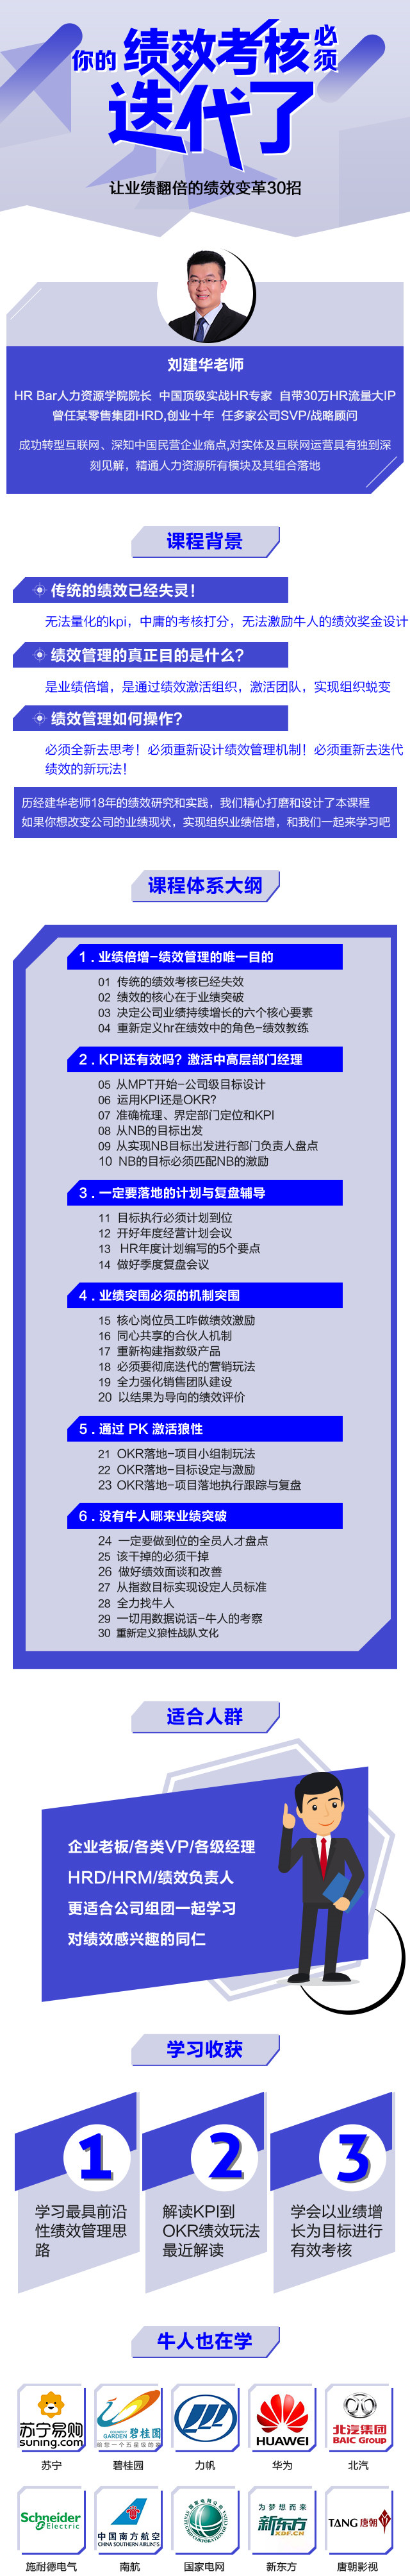 你的 绩效考核 必须
迭代了
让业绩翻倍的绩效变革30招
刘建华老师
HR Bar人力资源学院院长 中国顶级实战HR专家 自带30万HR流量大IP
曾任某零售集团HRD,创业十年 任多家公司SVP/战略顾问
成功转型互联网、深知中国民营企业痛点,对实体及互联网运营具有独到深
刻见解，精通人力资源所有模块及其组合落地
课程背景
传统的绩效已经失灵！
无法量化的kpi，中庸的考核打分，无法激励牛人的绩效奖金设计
绩效管理的真正目的是什么？
是业绩倍增，是通过绩效激活组织，激活团队，实现组织蜕变
绩效管理如何操作？
必须全新去思考！必须重新设计绩效管理机制！必须重新去迭代
绩效的新玩法！
历经建华老师18年的绩效研究和实践，我们精心打磨和设计了本课程
如果你想改变公司的业绩现状，实现组织业绩倍增，和我们一起来学习吧
课程体系大纲
1 . 业绩倍增-绩效管理的唯一目的
01 传统的绩效考核已经失效
02 绩效的核心在于业绩突破
03 决定公司业绩持续增长的六个核心要素
04 重新定义hr在绩效中的角色-绩效教练
2 . KPI还有效吗？激活中高层部门经理
05 从MPT开始-公司级目标设计
06 运用KPI还是OKR?
07 准确梳理、界定部门定位和KPI
08 从NB的目标出发
09 从实现NB目标出发进行部门负责人盘点
10 NB的目标必须匹配NB的激励
3 . 一定要落地的计划与复盘辅导
11 目标执行必须计划到位
12 开好年度经营计划会议
13 HR年度计划编写的5个要点
14 做好季度复盘会议
4 . 业绩突围必须的机制突围
15 核心岗位员工咋做绩效激励
16 同心共享的合伙人机制
17 重新构建指数级产品
18 必须要彻底迭代的营销玩法
19 全力强化销售团队建设
20 以结果为导向的绩效评价
5 . 通过 PK 激活狼性
21 OKR落地-项目小组制玩法
22 OKR落地-目标设定与激励
23 OKR落地-项目落地执行跟踪与复盘
6 . 没有牛人哪来业绩突破
24 一定要做到位的全员人才盘点
25 该干掉的必须干掉
26 做好绩效面谈和改善
27 从指数目标实现设定人员标准
28 全力找牛人
29 一切用数据说话-牛人的考察
30 重新定义狼性战队文化
适合人群
企业老板/各类VP/各级经理
HRD/HRM/绩效负责人
更适合公司组团一起学习
对绩效感兴趣的同仁
学习收获
1 2 3
学习最具前沿性绩效管理思路
解读KPI到OKR绩效玩法最近解读
学会以业绩增长为目标进行有效考核
牛人也在学
苏宁易购
suning.com
GARDEN 碧桂园
给您一个五星级的家
HUAWEI
北汽集团
BAIC Group
苏宁 碧桂园 力帆 华为 北汽
Schneider
Electric
中国南方航空
CHINA SOUTHERN AIRLINES
为梦想而来
新东方
XDF.CN
TANG 唐朝
施耐德电气 南航 国家电网 新东方 唐朝影视